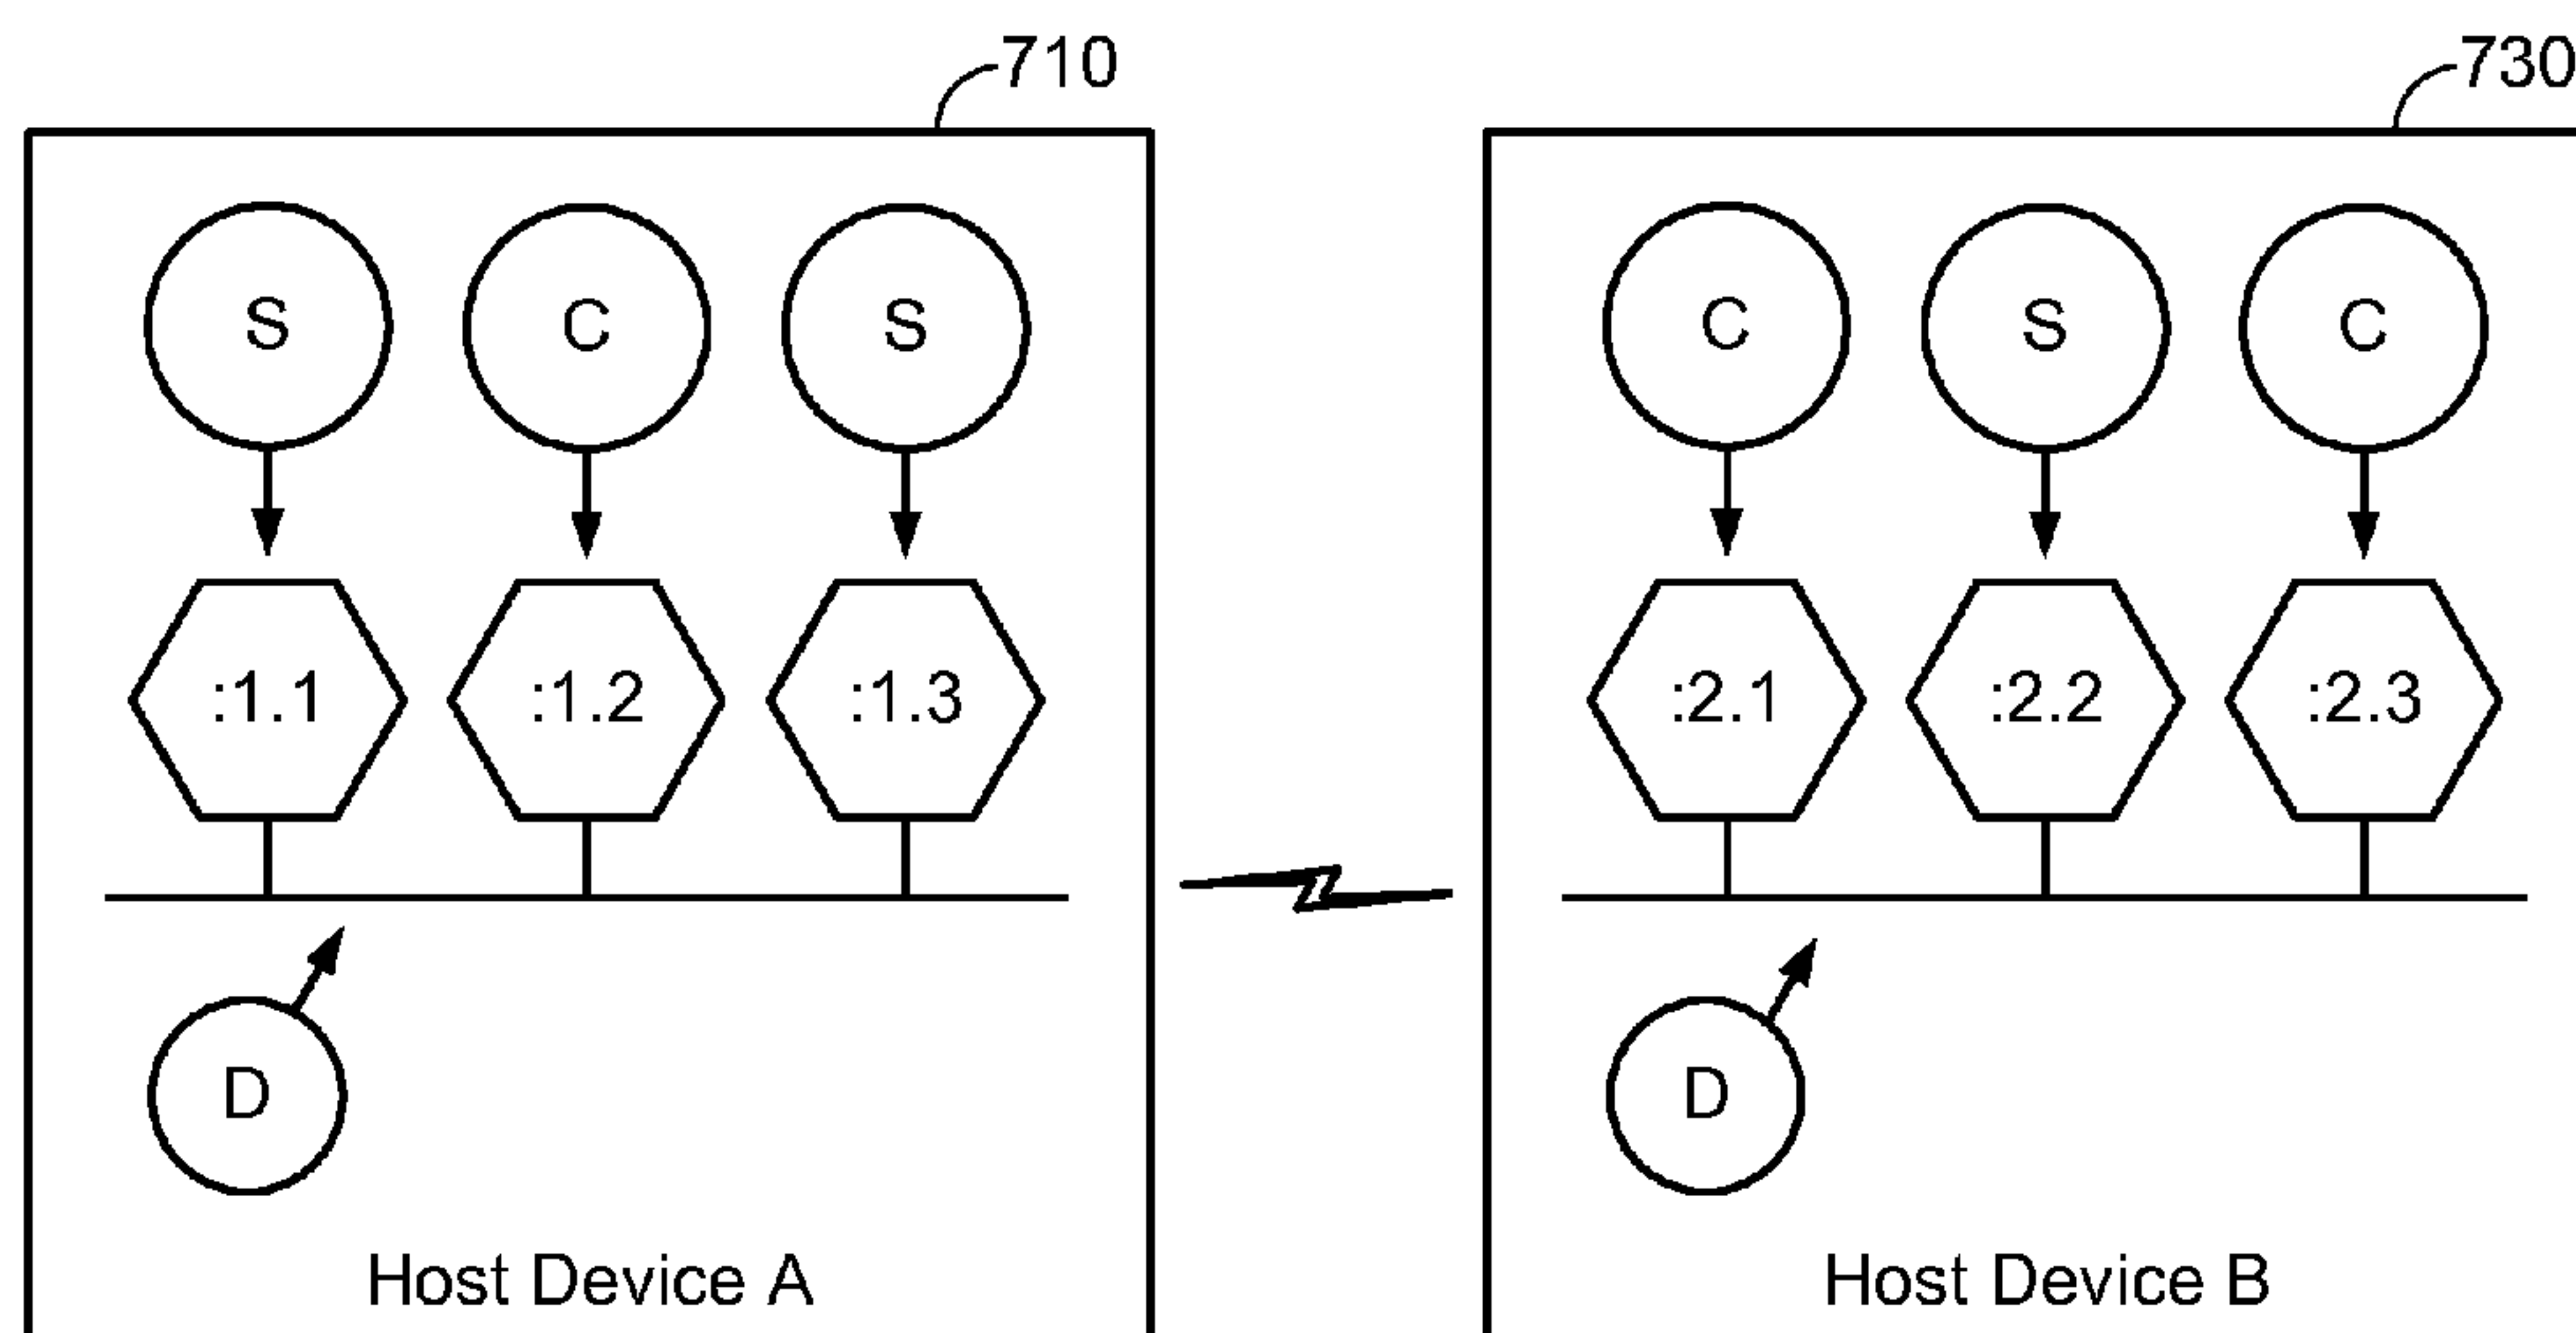 710
730
S C S
C S C
:1.1 :1.2 :1.3
:2.1 :2.2 :2.3
D
D
Host Device A
Host Device B